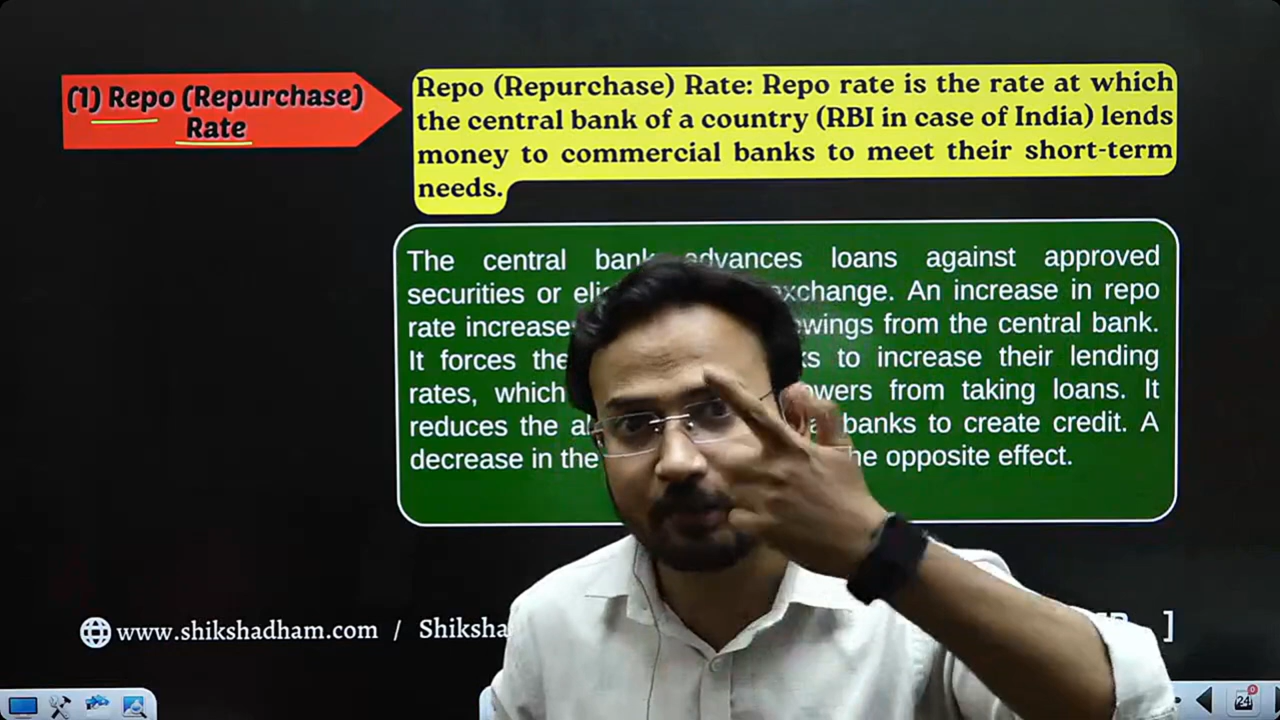 (1) Repo (Repurchase)
Rate
Repo (Repurchase) Rate: Repo rate is the rate at which
the central bank of a country (RBI in case of India) lends
money to commercial banks to meet their short-term
needs.
The central bank advances loans against approved
securities or exchange. An increase in repo
rate from the central bank.
It forces to increase their lending
rates, which from taking loans. It
reduces the banks to create credit. A
decrease in the opposite effect.
www.shikshadham.com / Shiksha
]
24